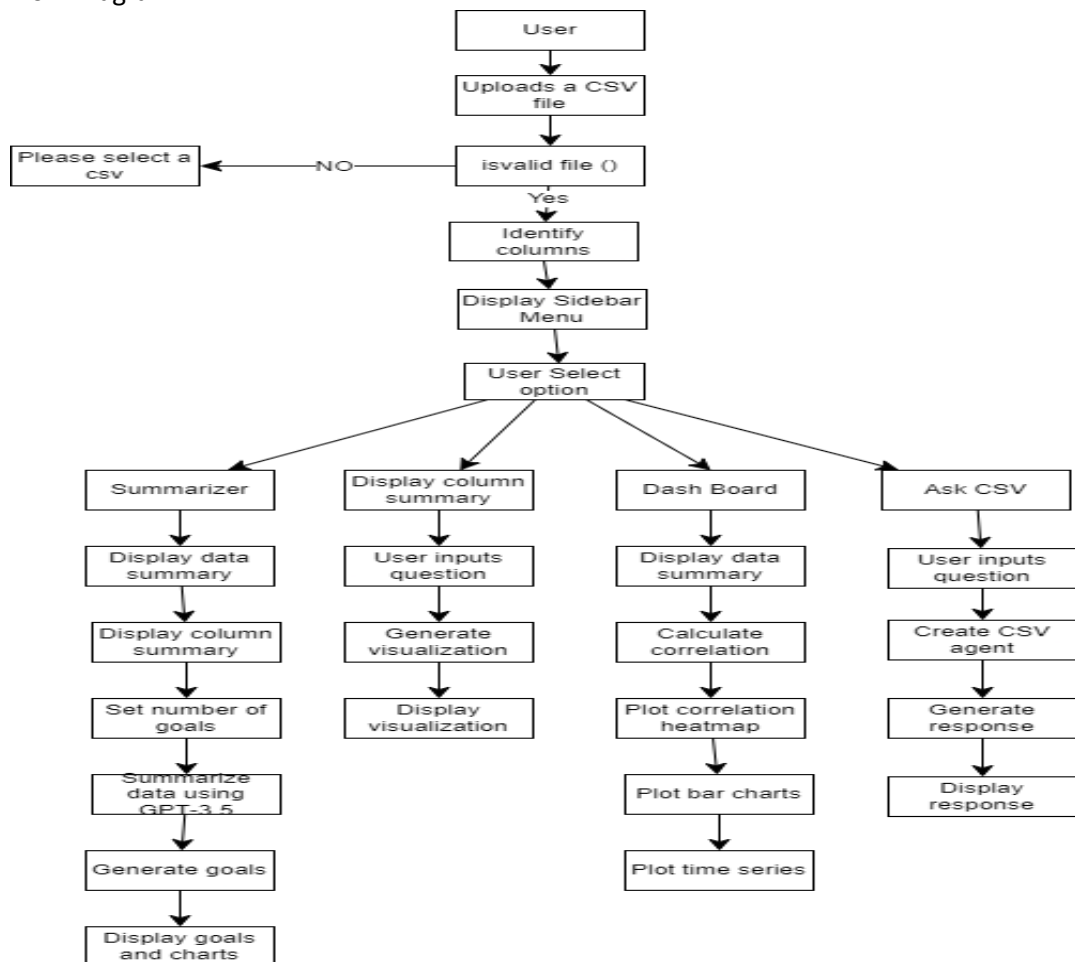 User
Uploads a CSV
file
Please select a
csv
NO
isvalid file ()
Yes
Identify
columns
Display Sidebar
Menu
User Select
option
Summarizer
Display data
summary
Display column
summary
Set number of
goals
Summarize
data using
GPT-3.5
Generate goals
Display goals
and charts
Display column
summary
User inputs
question
Generate
visualization
Display
visualization
Dash Board
Display data
summary
Calculate
correlation
Plot correlation
heatmap
Plot bar charts
Plot time series
Ask CSV
User inputs
question
Create CSV
agent
Generate
response
Display
response